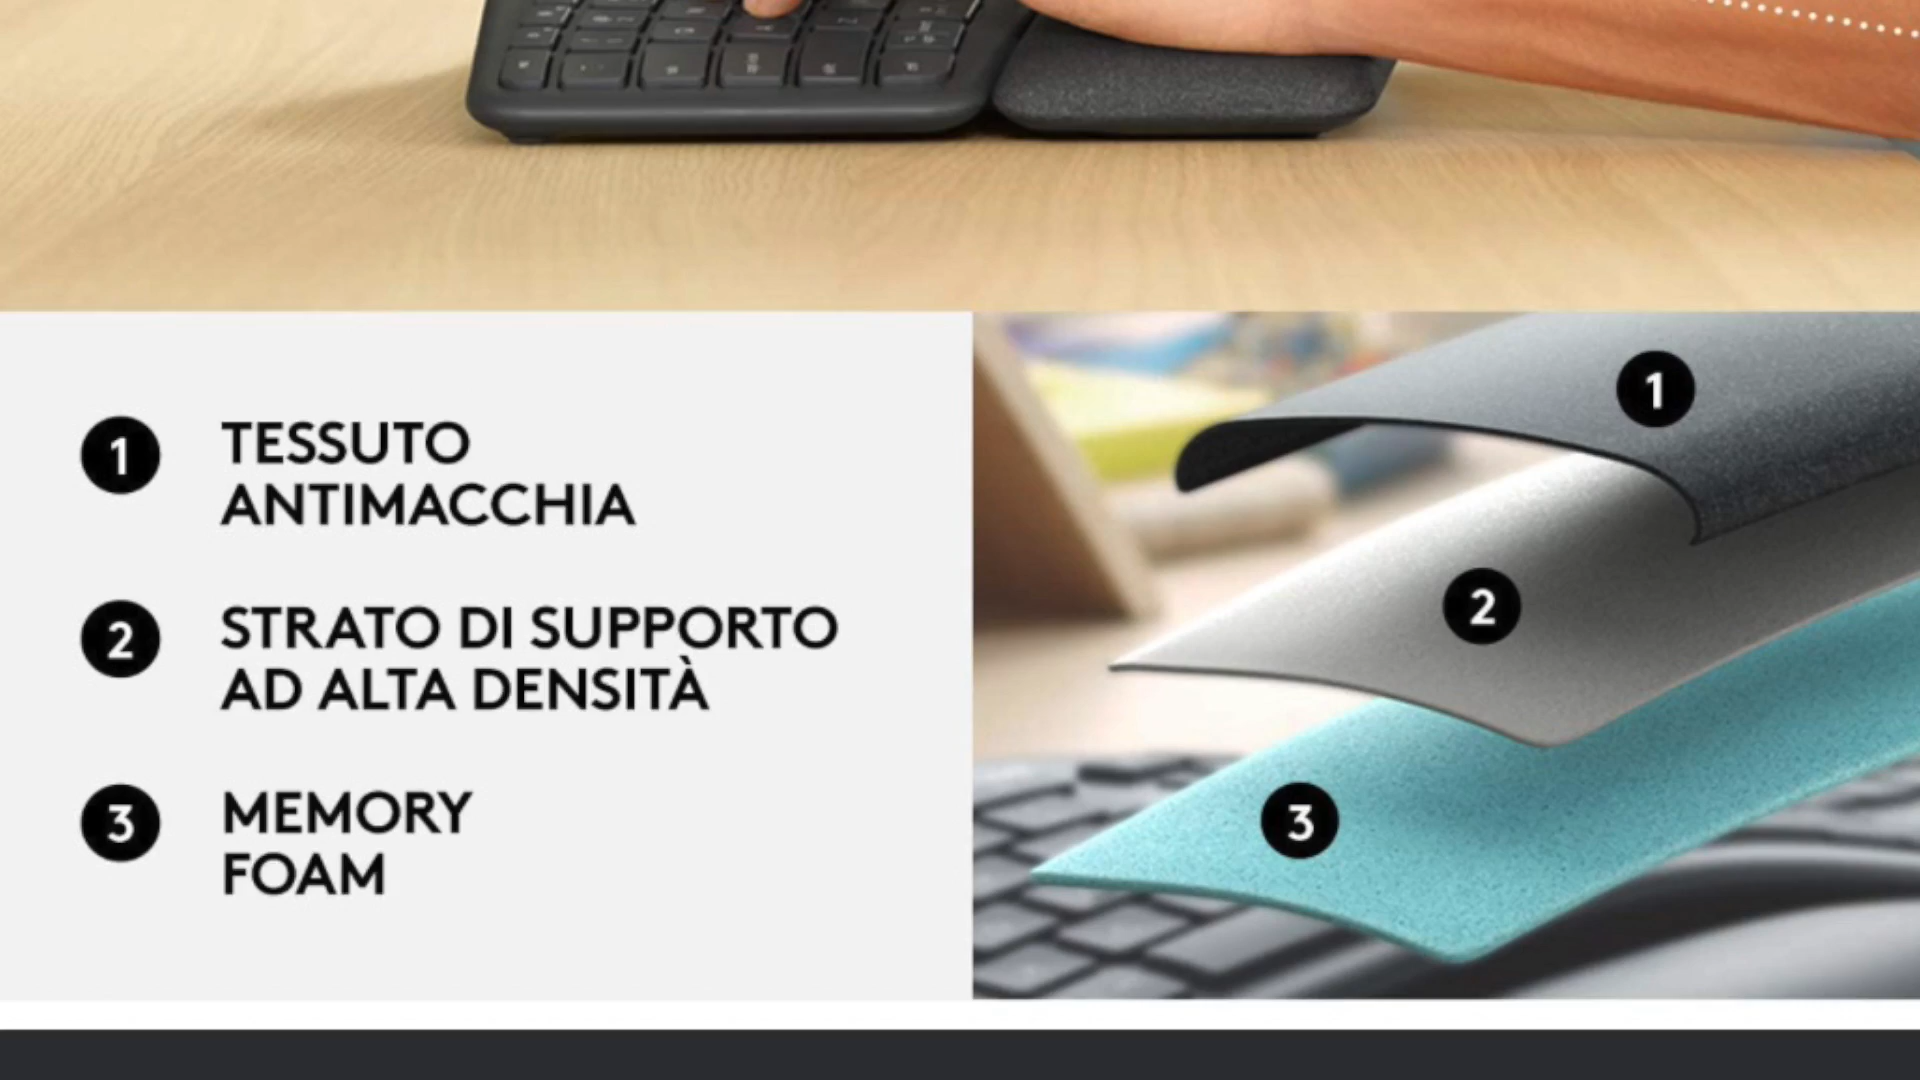 1
TESSUTO
ANTIMACCHIA
2
STRATO DI SUPPORTO
AD ALTA DENSITÀ
3
MEMORY
FOAM
1
2
3